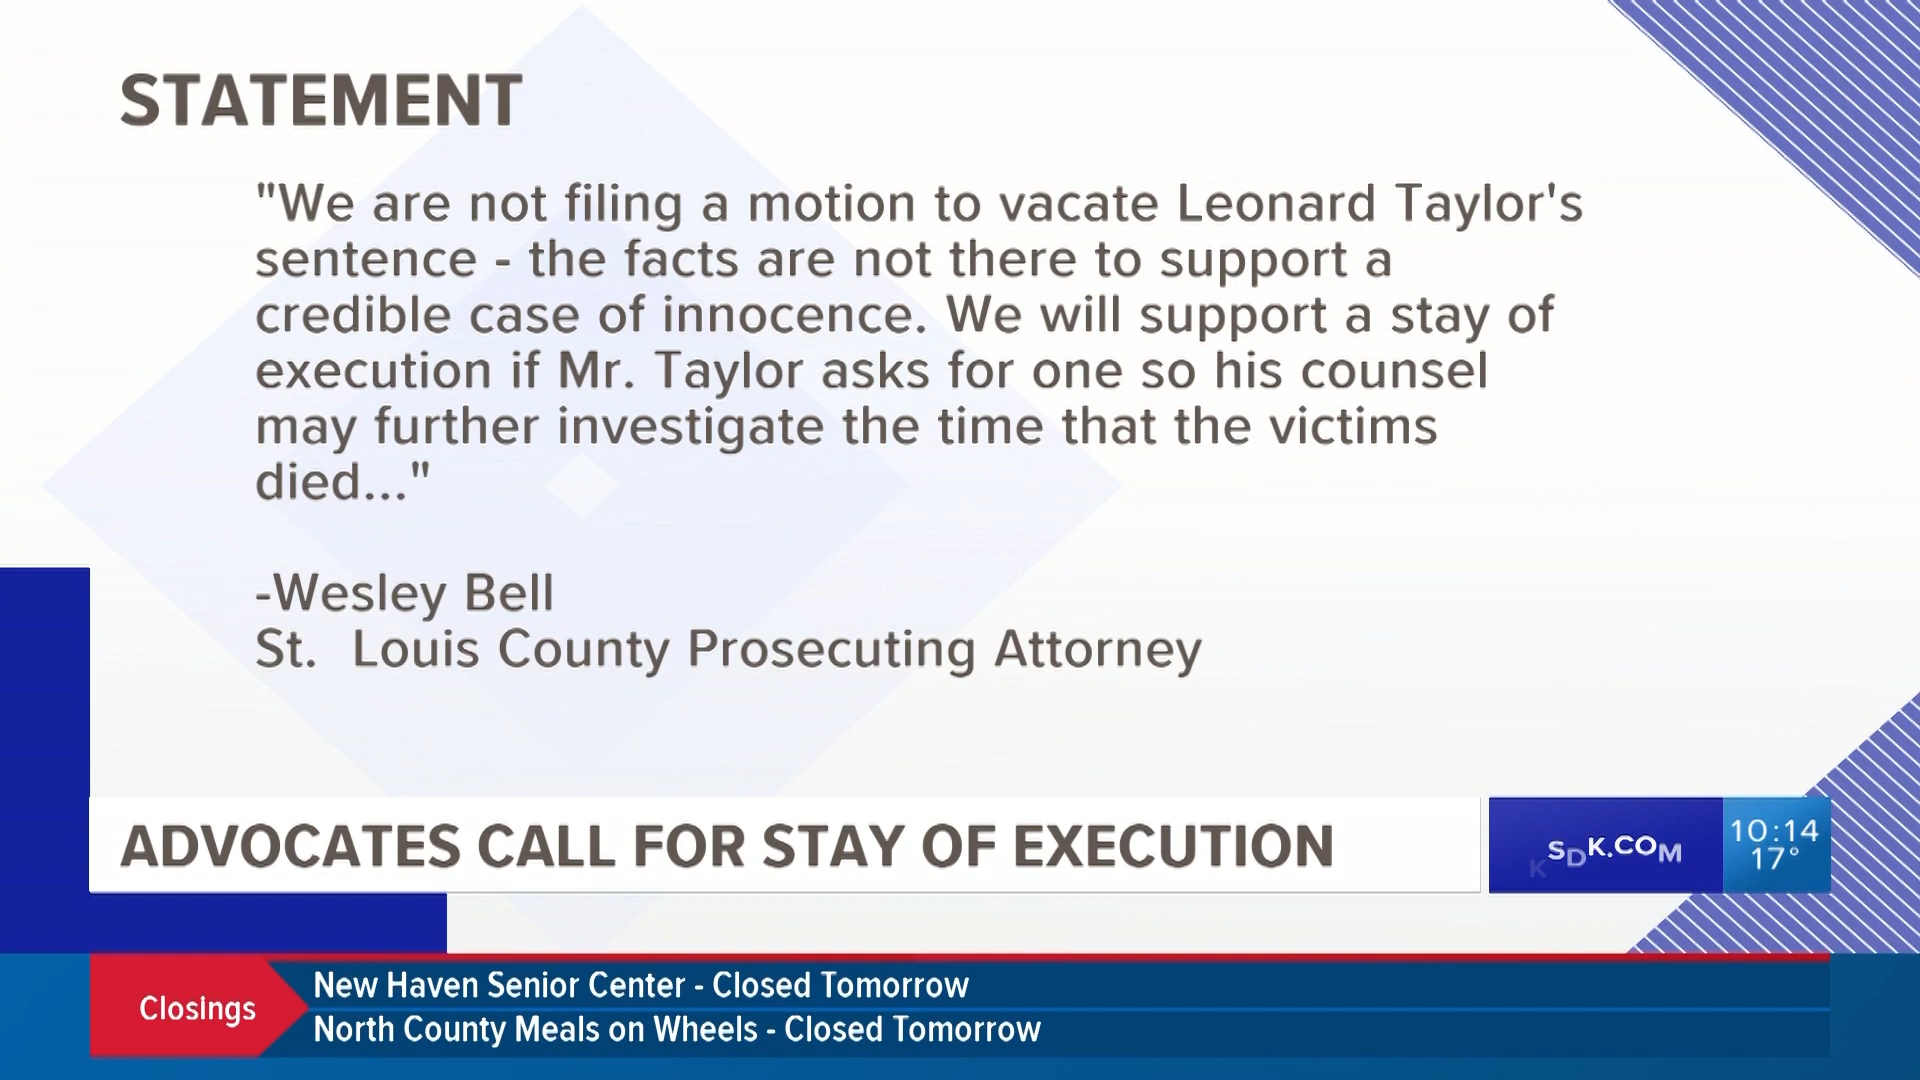 STATEMENT
"We are not filing a motion to vacate Leonard Taylor's
sentence - the facts are not there to support a
credible case of innocence. We will support a stay of
execution if Mr. Taylor asks for one so his counsel
may further investigate the time that the victims
died..."
-Wesley Bell
St. Louis County Prosecuting Attorney
ADVOCATES CALL FOR STAY OF EXECUTION
KSDK.COM
10:14
17°
Closings
New Haven Senior Center - Closed Tomorrow
North County Meals on Wheels - Closed Tomorrow